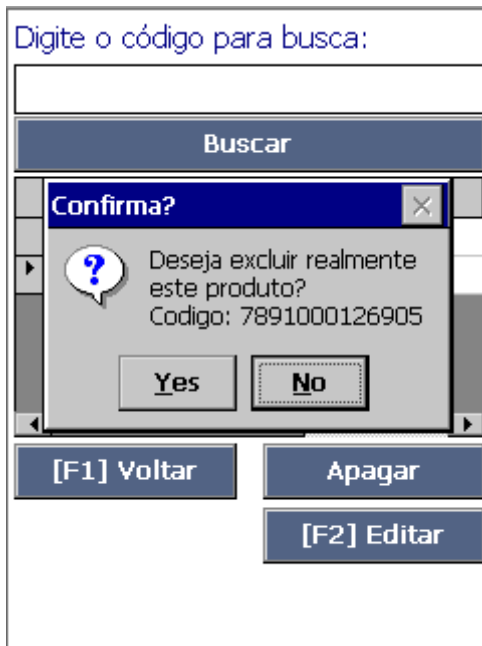 Digite o código para busca:
Buscar
Confirma?
?
Deseja excluir realmente
este produto?
Codigo: 7891000126905
Yes
No
[F1] Voltar
Apagar
[F2] Editar